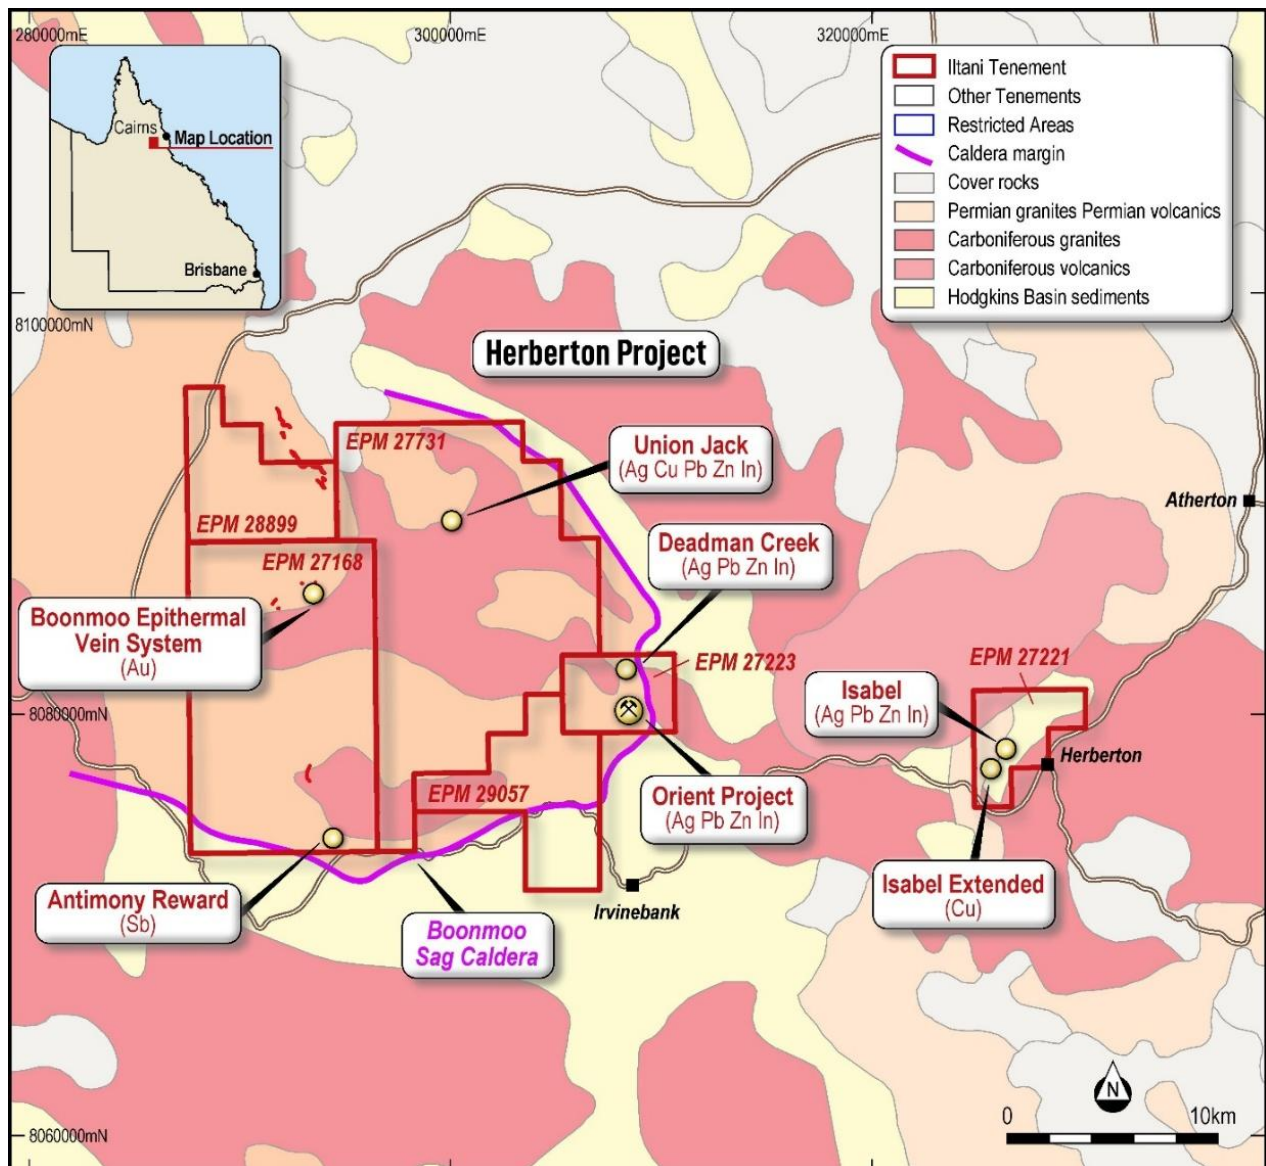 280000mE
300000mE
320000mE
Cairns
Map Location
Brisbane
Iltani Tenement
Other Tenements
Restricted Areas
Caldera margin
Cover rocks
Permian granites Permian volcanics
Carboniferous granites
Carboniferous volcanics
Hodgkins Basin sediments
8100000mN
Herberton Project
EPM 27731
Union Jack
(Ag Cu Pb Zn In)
Atherton
EPM 28899
Deadman Creek
(Ag Pb Zn In)
EPM 27168
Boonmoo Epithermal
Vein System
(Au)
EPM 27223
EPM 27221
Isabel
(Ag Pb Zn In)
8080000mN
Herberton
EPM 29057
Orient Project
(Ag Pb Zn In)
Isabel Extended
(Cu)
Antimony Reward
(Sb)
Irvinebank
Boonmoo
Sag Caldera
N
0
10km
8060000mN